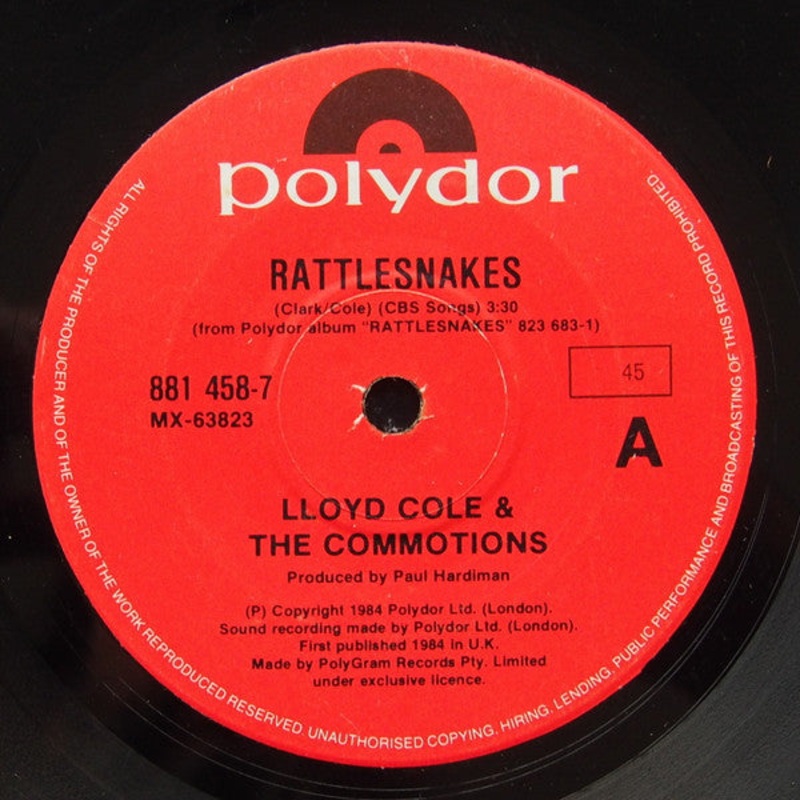 polydor
RATTLESNAKES
(Clark/Cole) (CBS Songs) 3:30
(from Polydor album "RATTLESNAKES" 823 683-1)
881 458-7
MX-63823
45
A
LLOYD COLE &
THE COMMOTIONS
Produced by Paul Hardiman
(P) Copyright 1984 Polydor Ltd. (London).
Sound recording made by Polydor Ltd. (London).
First published 1984 in U.K.
Made by PolyGram Records Pty. Limited
under exclusive licence.
ALL RIGHTS OF THE PRODUCER AND OF THE OWNER OF THE WORK REPRODUCED RESERVED. UNAUTHORISED COPYING. HIRING. LENDING. PUBLIC PERFORMANCE AND BROADCASTING OF THIS RECORD PROHIBITED.